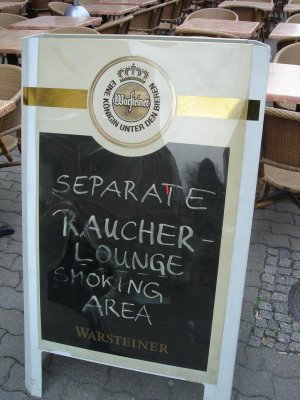 EINE KÖNIGIN UNTER DEN BIEREN
Warsteiner
SEPARATE
RAUCHER-
LOUNGE
SMOKING
AREA
WARSTEINER